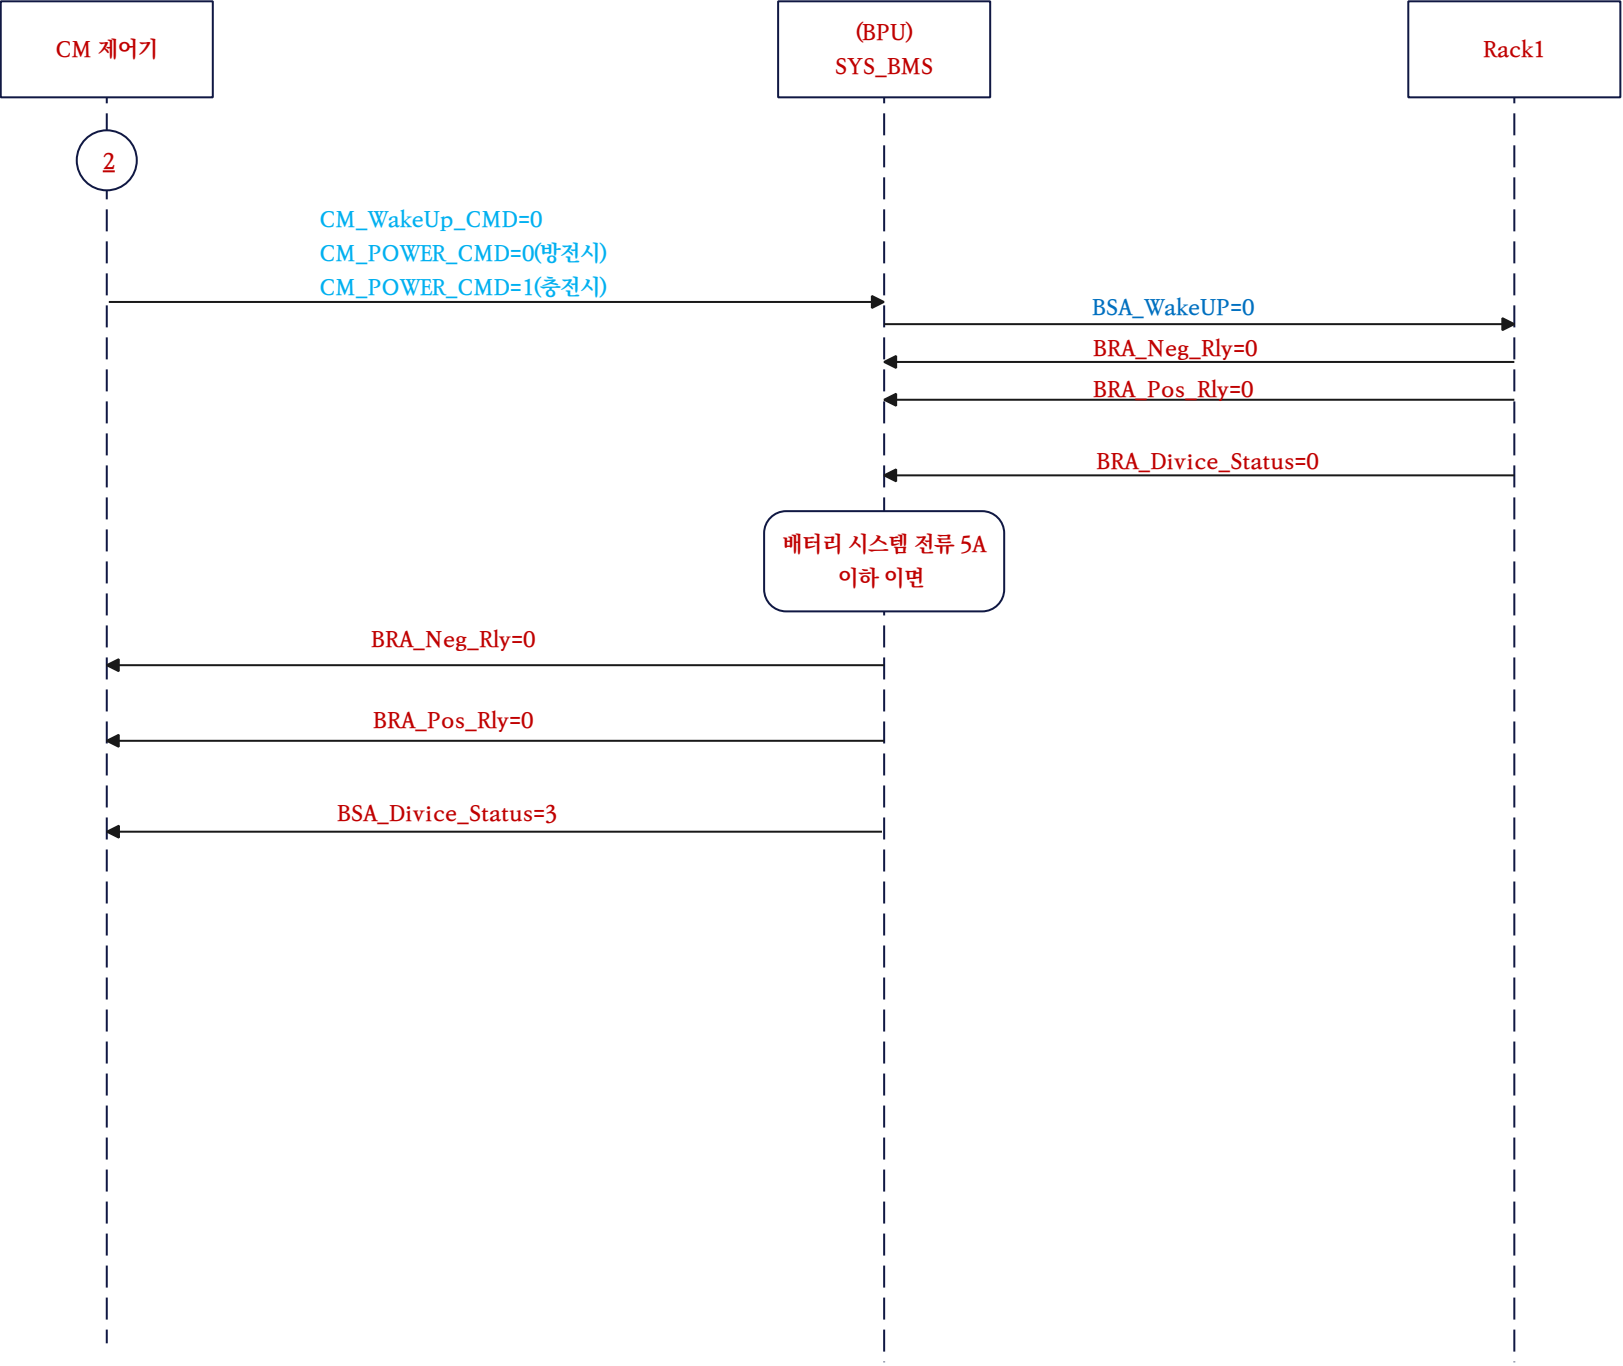 CM 제어기
(BPU)
SYS_BMS
Rack1
2
CM_WakeUp_CMD=0
CM_POWER_CMD=0(방전시)
CM_POWER_CMD=1(충전시)
BSA_WakeUP=0
BRA_Neg_Rly=0
BRA_Pos_Rly=0
BRA_Divice_Status=0
배터리 시스템 전류 5A
이하 이면
BRA_Neg_Rly=0
BRA_Pos_Rly=0
BSA_Divice_Status=3